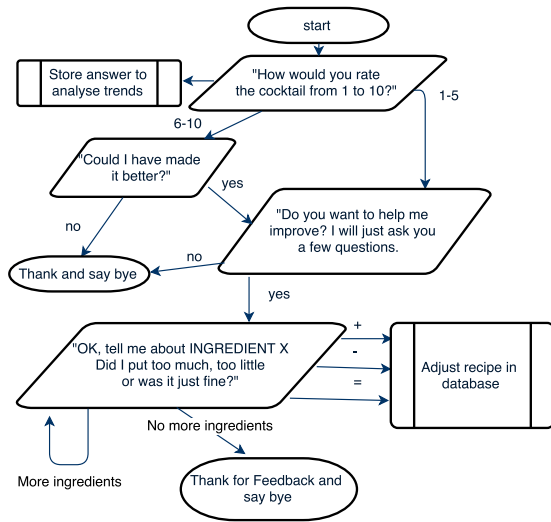 start
Store answer to
analyse trends
"How would you rate
the cocktail from 1 to 10?"
1-5
6-10
"Could I have made
it better?"
yes
no
"Do you want to help me
improve? I will just ask you
a few questions.
no
Thank and say bye
yes
"OK, tell me about INGREDIENT X
Did I put too much, too little
or was it just fine?"
+
-
=
Adjust recipe in
database
No more ingredients
More ingredients
Thank for Feedback and
say bye